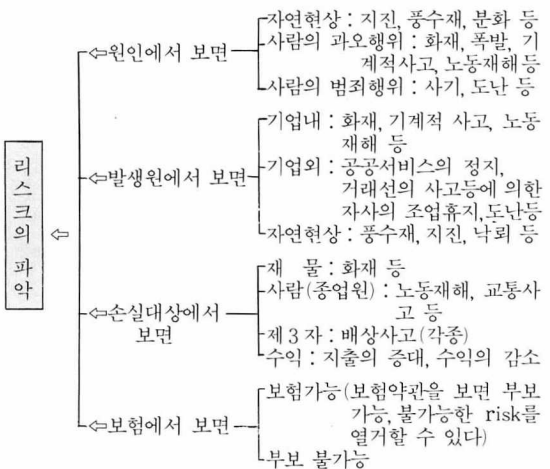 리스크의 파악
⇦원인에서 보면
자연현상 : 지진, 풍수재, 분화 등
사람의 과오행위 : 화재, 폭발, 기
계적사고, 노동재해등
사람의 범죄행위 : 사기, 도난 등
⇦발생원에서 보면
기업내 : 화재, 기계적 사고, 노동
재해 등
기업외 : 공공서비스의 정지,
거래선의 사고등에 의한
자사의 조업휴지, 도난등
자연현상 : 풍수재, 지진, 낙뢰 등
⇦손실대상에서
보면
재 물 : 화재 등
사람(종업원) : 노동재해, 교통사
고 등
제3자 : 배상사고(각종)
수익 : 지출의 증대, 수익의 감소
⇦보험에서 보면
보험가능(보험약관을 보면 부보
가능, 불가능한 risk를
열거할 수 있다)
부보 불가능